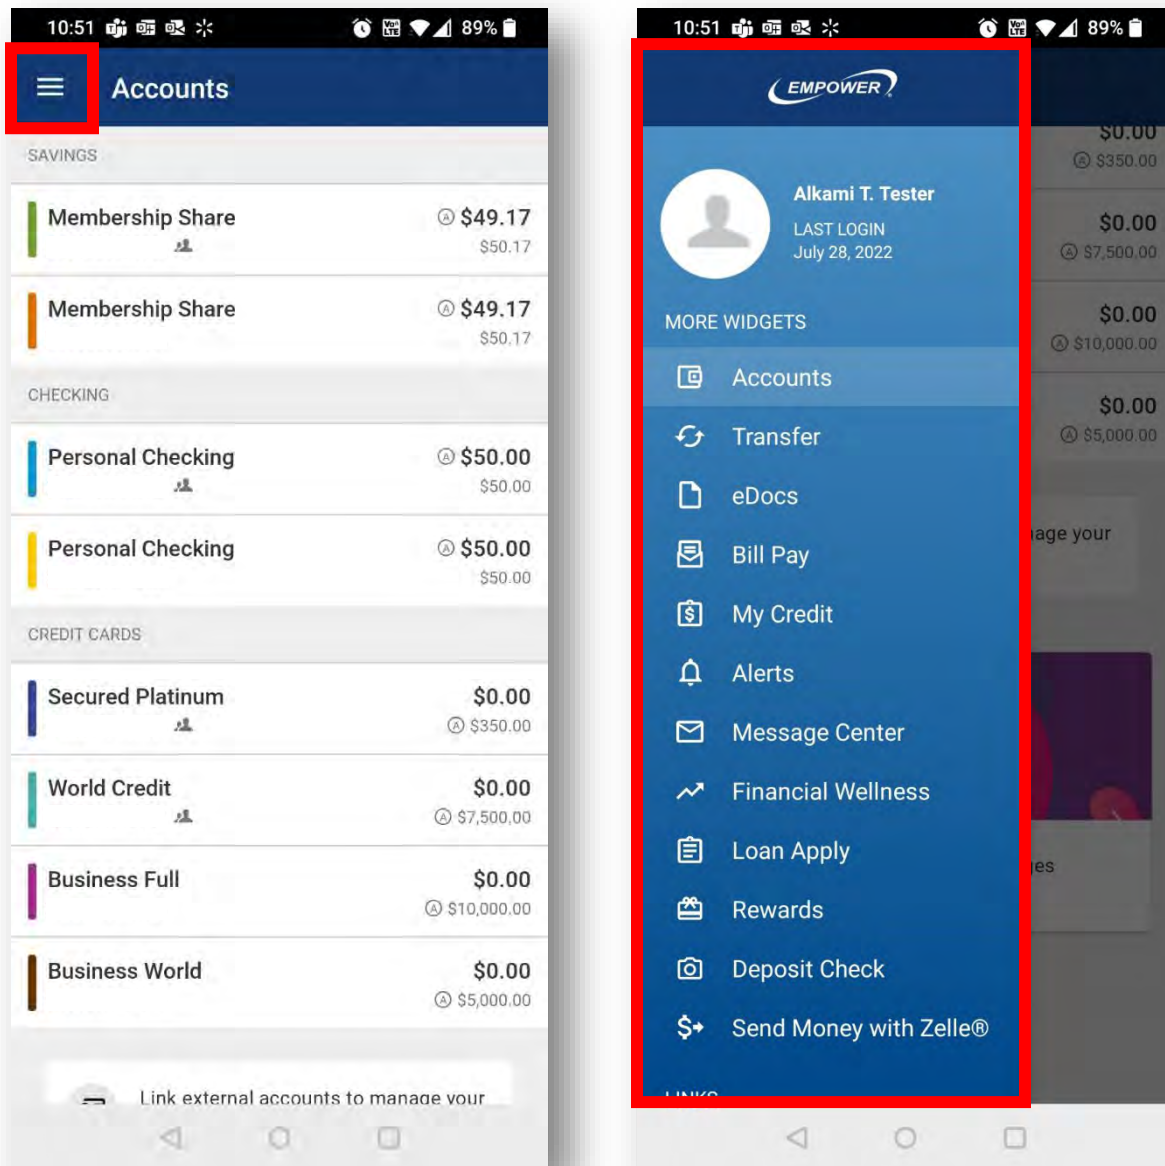 10:51
VoA LTE
89%
Accounts
SAVINGS
Membership Share
A $49.17
$50.17
Membership Share
A $49.17
$50.17
CHECKING
Personal Checking
A $50.00
$50.00
Personal Checking
A $50.00
$50.00
CREDIT CARDS
Secured Platinum
$0.00
A $350.00
World Credit
$0.00
A $7,500.00
Business Full
$0.00
A $10,000.00
Business World
$0.00
A $5,000.00
Link external accounts to manage your
10:51
89%
EMPOWER
Alkami T. Tester
LAST LOGIN
July 28, 2022
MORE WIDGETS
Accounts
Transfer
eDocs
Bill Pay
My Credit
Alerts
Message Center
Financial Wellness
Loan Apply
Rewards
Deposit Check
Send Money with Zelle®
LINKS
$0.00
A $350.00
$0.00
A $7,500.00
$0.00
A $10,000.00
$0.00
A $5,000.00
age your
es